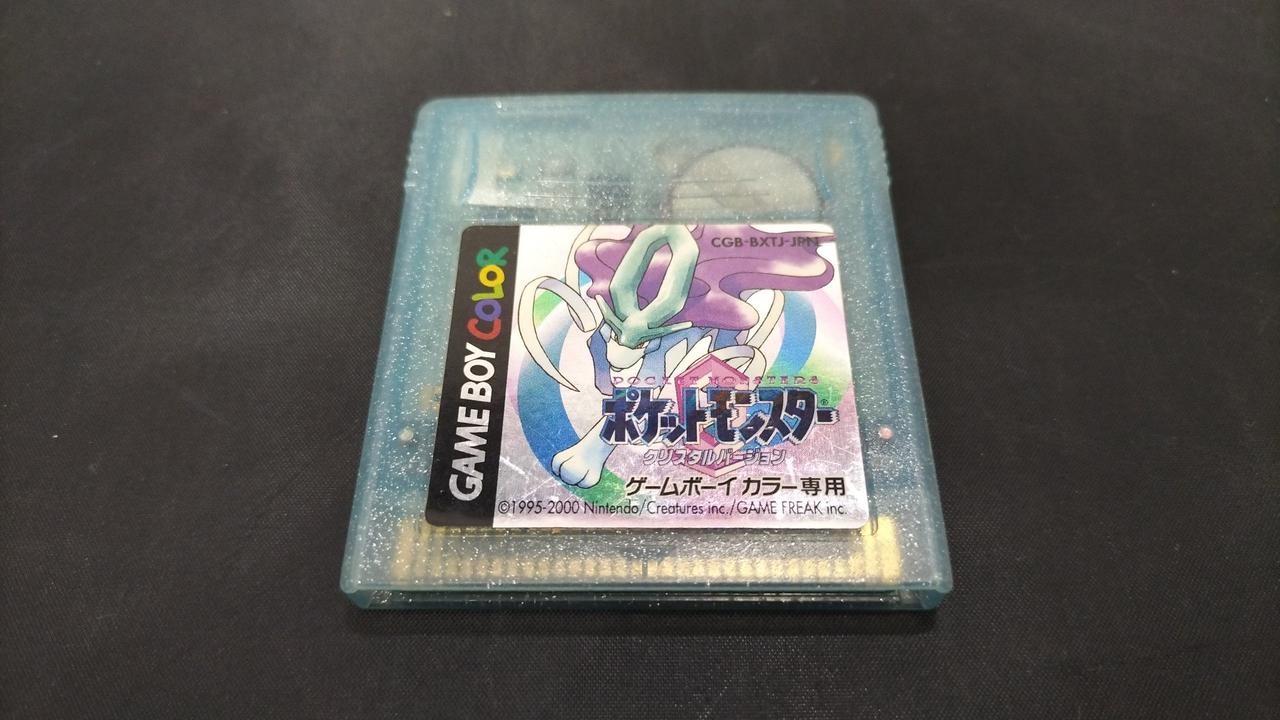 CGB-BXTJ-JPN
GAME BOY COLOR
POCKET MONSTERS
ポケットモンスター
クリスタルバージョン
ゲームボーイ カラー専用
©1995-2000 Nintendo/Creatures inc./GAME FREAK inc.